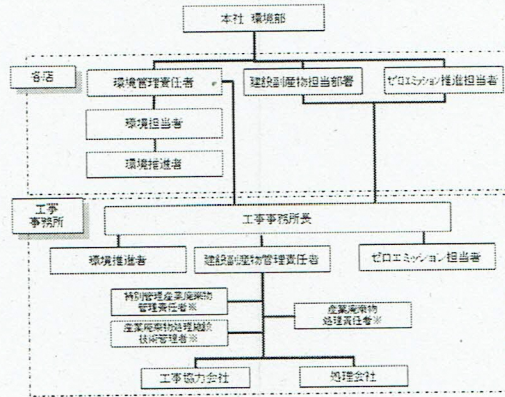 本社 環境部
各店
環境管理責任者
建設副産物担当部署
ゼロエミッション推進担当者
環境担当者
環境推進者
工事
事務所
工事事務所長
環境推進者
建設副産物管理責任者
ゼロエミッション担当者
特別管理産業廃棄物
管理責任者※
産業廃棄物
処理責任者※
産業廃棄物処理施設
技術管理者※
工事協力会社
処理会社